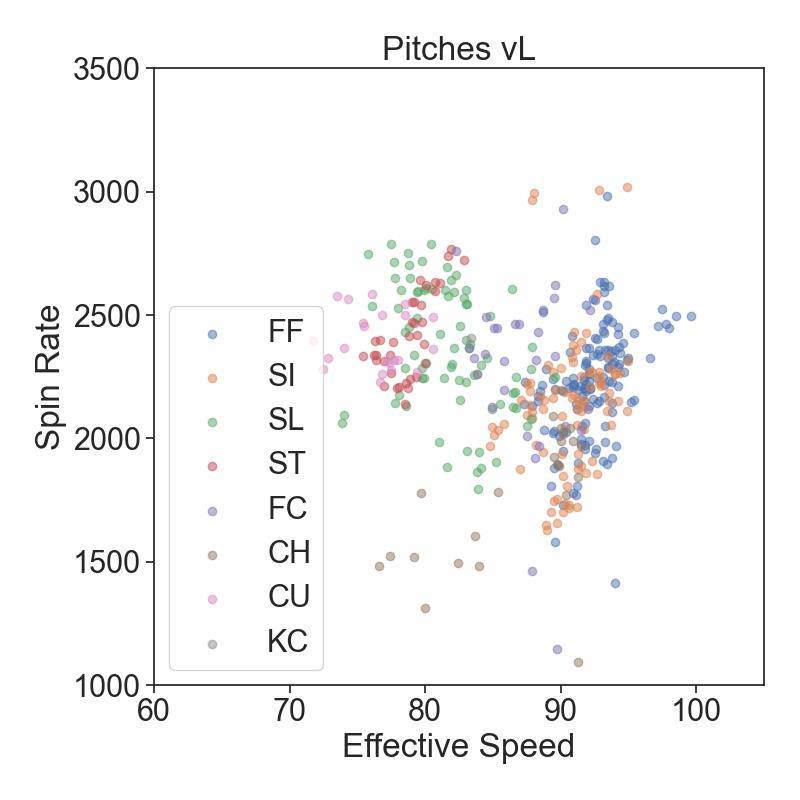 Pitches vL
3500
3000
2500
2000
1500
1000
Spin Rate
FF
SI
SL
ST
FC
CH
CU
KC
60 70 80 90 100
Effective Speed